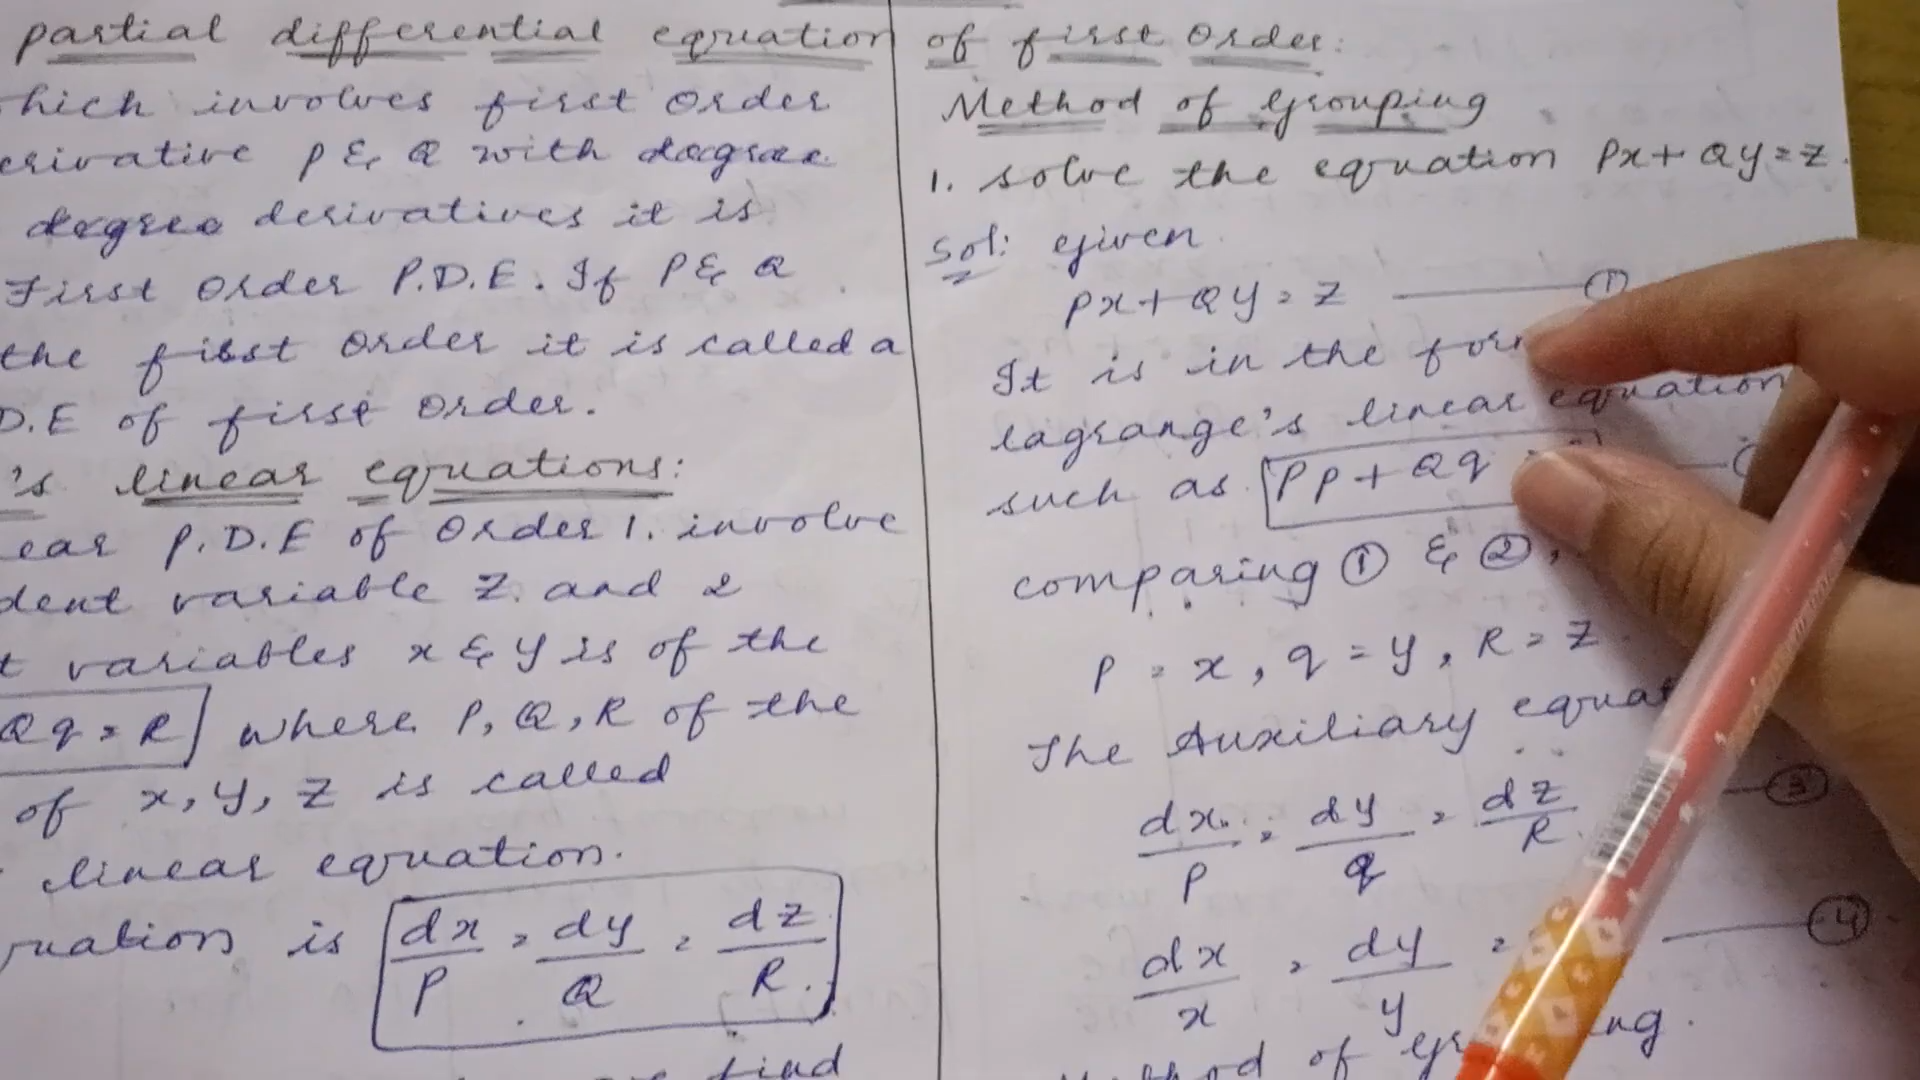 partial differential equation of first order:
hich involves first order
erivative p & Q with degree
degree derivatives it is
First order P.D.E. If P & Q
the first order it is called a
D.E of first order.
's linear equations:
ear P.D.E of order 1. involve
dent variable Z and 2
t variables x & y is of the
Qq = R where P, Q, R of the
of x, y, z is called
linear equation.
uation is dx/P = dy/Q = dz/R.
find
Method of Grouping
1. solve the equation Px + Qy = z.
Sol: given
Px + Qy = z ——— ①
It is in the for
lagrange's linear equation
such as Pp + Qq
comparing ① & ②,
P = x, q = y, R = z.
The Auxiliary equat
dx/P = dy/q = dz/R. — ③
dx/x = dy/y = ——— ④
of gr ng.